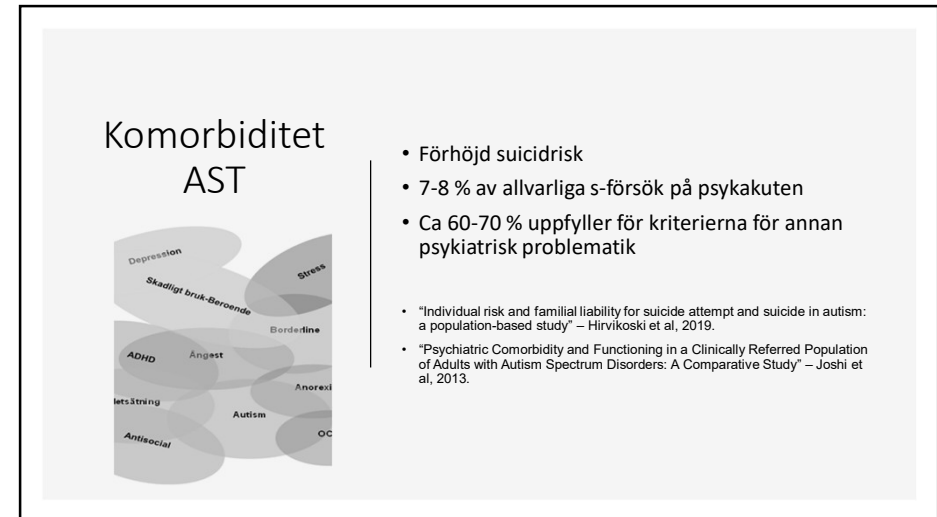 Komorbiditet
AST
• Förhöjd suicidrisk
• 7-8 % av allvarliga s-försök på psykakuten
• Ca 60-70 % uppfyller för kriterierna för annan
psykiatrisk problematik
• "Individual risk and familial liability for suicide attempt and suicide in autism:
a population-based study" – Hirvikoski et al, 2019.
• "Psychiatric Comorbidity and Functioning in a Clinically Referred Population
of Adults with Autism Spectrum Disorders: A Comparative Study" – Joshi et
al, 2013.
Depression
Stress
Skadligt bruk-Beroende
Borderline
ADHD
Ångest
Anorexi
letsätning
Autism
Antisocial
OC